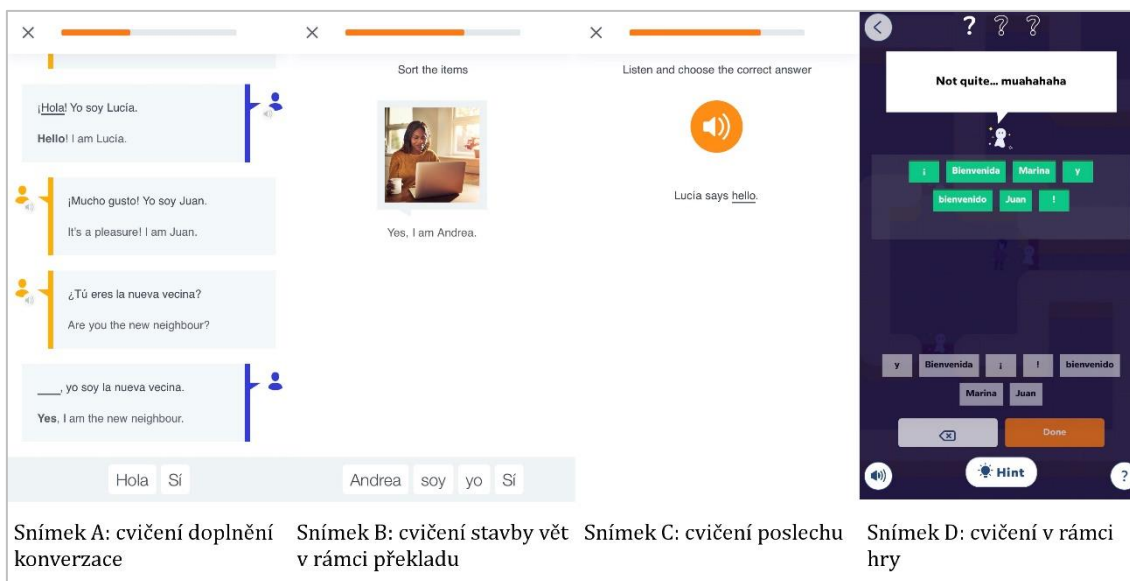 ¡Hola! Yo soy Lucía.
Hello! I am Lucia.
¡Mucho gusto! Yo soy Juan.
It's a pleasure! I am Juan.
¿Tú eres la nueva vecina?
Are you the new neighbour?
____, yo soy la nueva vecina.
Yes, I am the new neighbour.
Hola Sí
Snímek A: cvičení doplnění
konverzace
Sort the items
Yes, I am Andrea.
Andrea soy yo Sí
Snímek B: cvičení stavby vět
v rámci překladu
Listen and choose the correct answer
Lucia says hello.
Snímek C: cvičení poslechu
? ? ?
Not quite... muahahaha
¡ Bienvenida Marina y
bienvenido Juan !
y Bienvenida ¡ ! bienvenido
Marina Juan
Done
Hint
?
Snímek D: cvičení v rámci
hry